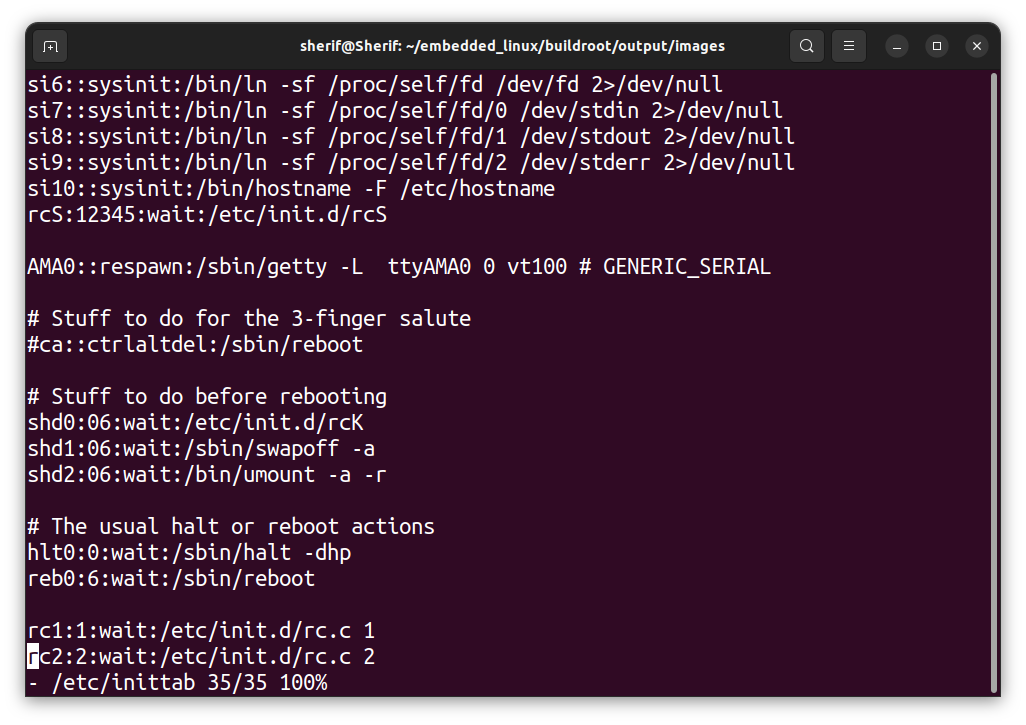 sherif@Sherif: ~/embedded_linux/buildroot/output/images
si6::sysinit:/bin/ln -sf /proc/self/fd /dev/fd 2>/dev/null
si7::sysinit:/bin/ln -sf /proc/self/fd/0 /dev/stdin 2>/dev/null
si8::sysinit:/bin/ln -sf /proc/self/fd/1 /dev/stdout 2>/dev/null
si9::sysinit:/bin/ln -sf /proc/self/fd/2 /dev/stderr 2>/dev/null
si10::sysinit:/bin/hostname -F /etc/hostname
rcS:12345:wait:/etc/init.d/rcS

AMA0::respawn:/sbin/getty -L  ttyAMA0 0 vt100 # GENERIC_SERIAL

# Stuff to do for the 3-finger salute
#ca::ctrlaltdel:/sbin/reboot

# Stuff to do before rebooting
shd0:06:wait:/etc/init.d/rcK
shd1:06:wait:/sbin/swapoff -a
shd2:06:wait:/bin/umount -a -r

# The usual halt or reboot actions
hlt0:0:wait:/sbin/halt -dhp
reb0:6:wait:/sbin/reboot

rc1:1:wait:/etc/init.d/rc.c 1
rc2:2:wait:/etc/init.d/rc.c 2
- /etc/inittab 35/35 100%